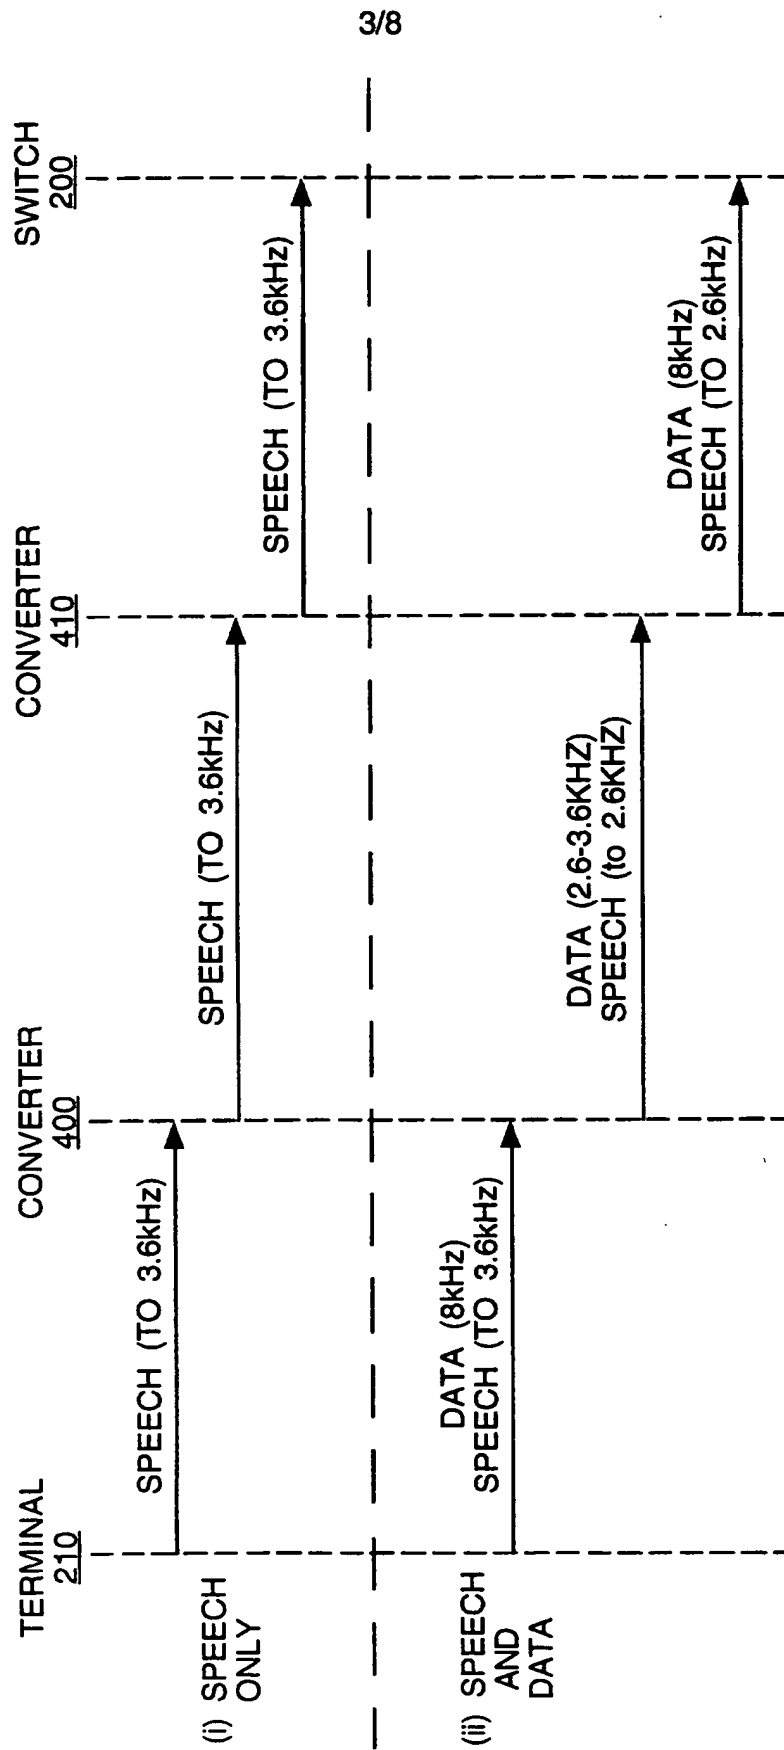 3/8
TERMINAL
210
CONVERTER
400
CONVERTER
410
SWITCH
200
(i) SPEECH
ONLY
SPEECH (TO 3.6kHz)
SPEECH (TO 3.6kHz)
SPEECH (TO 3.6kHz)
(ii) SPEECH
AND
DATA
DATA (8kHz)
SPEECH (TO 3.6kHz)
DATA (2.6-3.6KHZ)
SPEECH (to 2.6KHZ)
DATA (8kHz)
SPEECH (TO 2.6kHz)